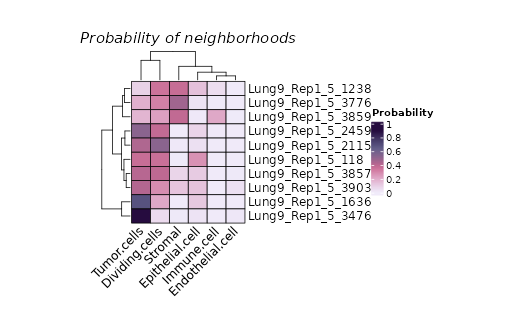 Probability of neighborhoods
Lung9_Rep1_5_1238
Lung9_Rep1_5_3776
Lung9_Rep1_5_3859
Lung9_Rep1_5_2459
Lung9_Rep1_5_2115
Lung9_Rep1_5_118
Lung9_Rep1_5_3857
Lung9_Rep1_5_3903
Lung9_Rep1_5_1636
Lung9_Rep1_5_3476
Probability
1
0.8
0.6
0.4
0.2
0
Tumor.cells
Dividing.cells
Stromal
Epithelial.cell
Immune.cell
Endothelial.cell